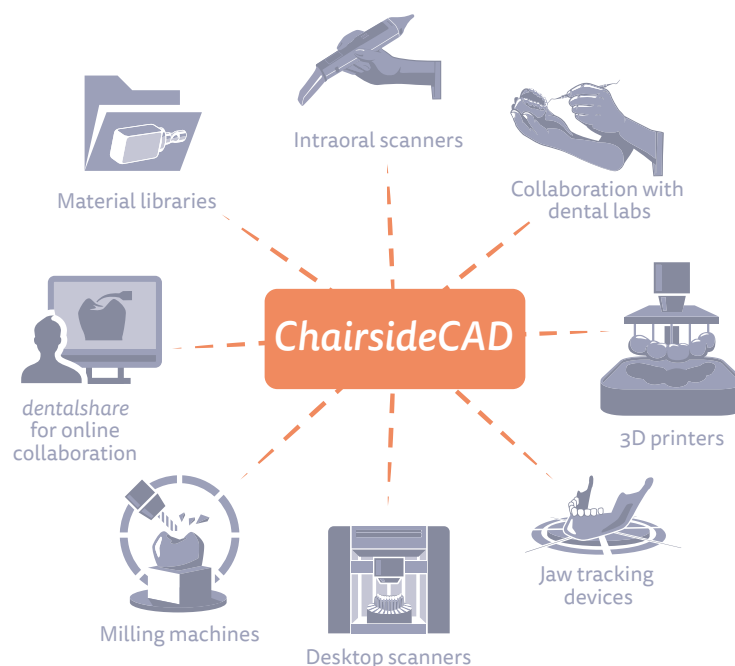 Intraoral scanners
Material libraries
Collaboration with
dental labs
ChairsideCAD
dentalshare
for online
collaboration
3D printers
Jaw tracking
devices
Milling machines
Desktop scanners